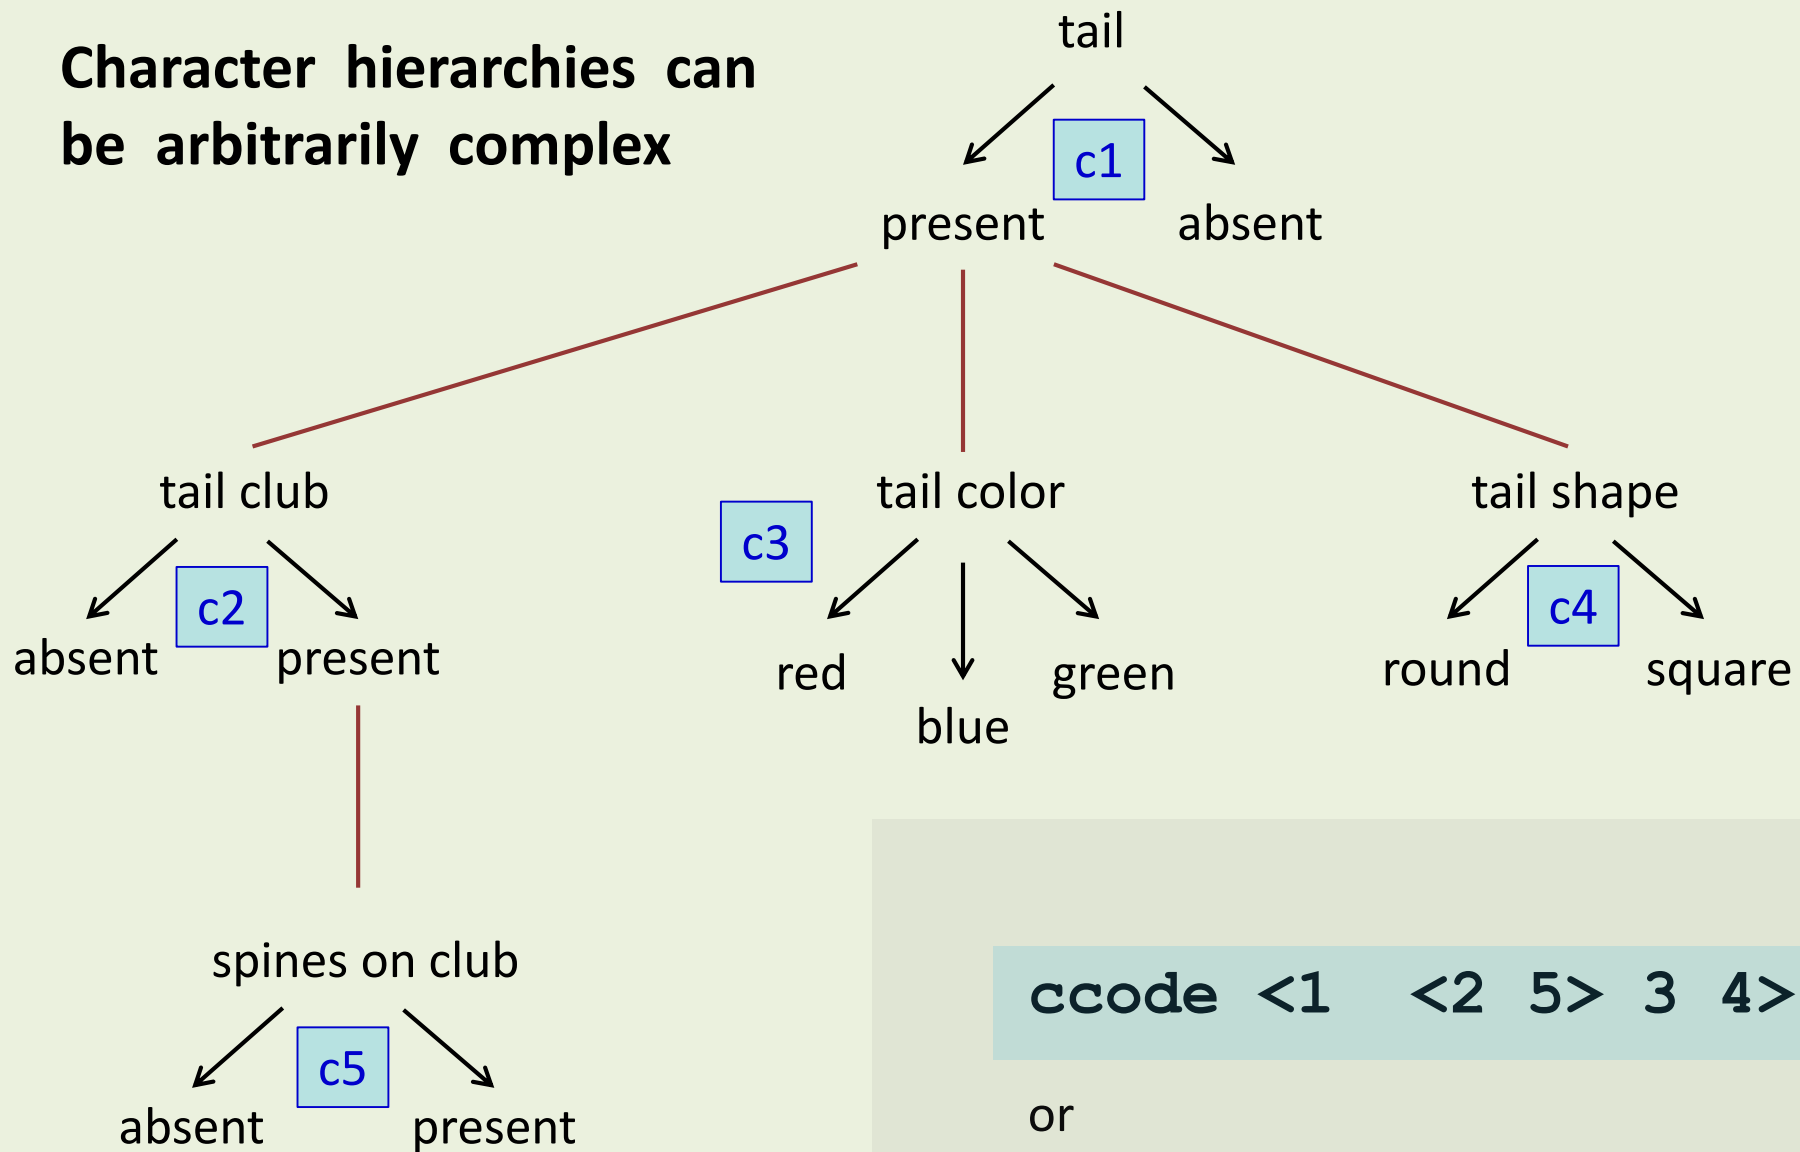 Character hierarchies can
be arbitrarily complex
tail
c1
present absent
tail club tail color tail shape
c3
c2 c4
absent present red green round square
blue
spines on club
ccode <1 <2 5> 3 4>
c5
or
absent present